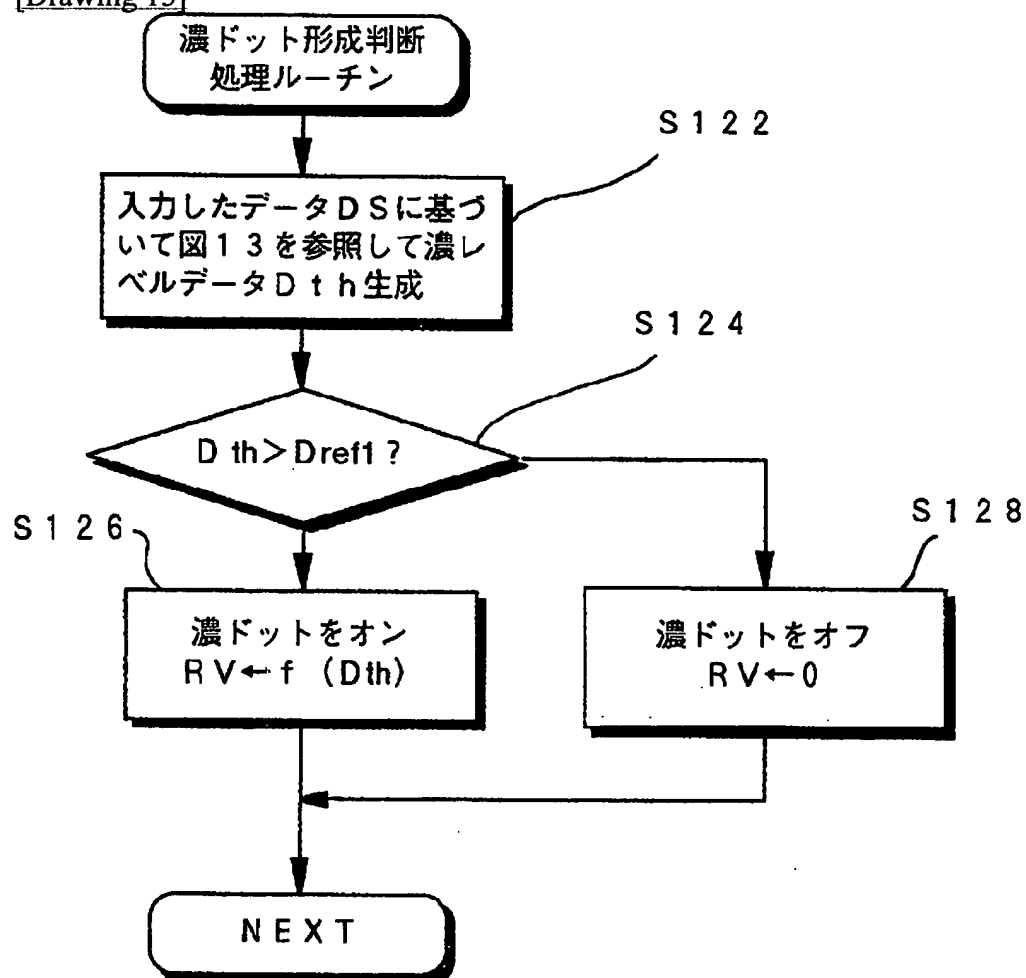 濃ドット形成判断
処理ルーチン
S122
入力したデータDSに基づ
いて図13を参照して濃レ
ベルデータDth生成
S124
Dth>Dref1?
S126
濃ドットをオン
RV←f (Dth)
S128
濃ドットをオフ
RV←0
NEXT